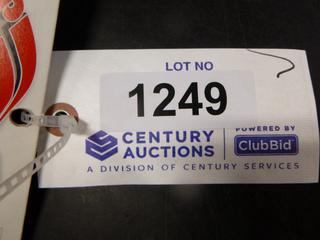 LOT NO
1249
CENTURY AUCTIONS
POWERED BY
ClubBid
A DIVISION OF CENTURY SERVICES